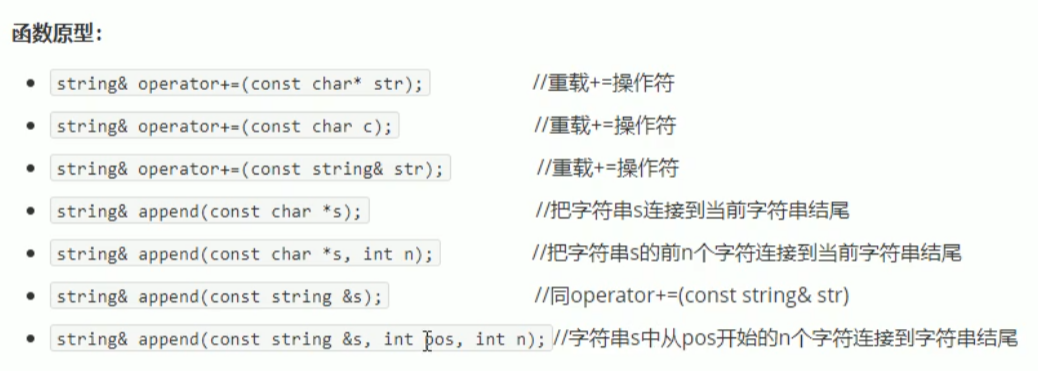 函数原型：
string& operator+=(const char* str); //重载+=操作符
string& operator+=(const char c); //重载+=操作符
string& operator+=(const string& str); //重载+=操作符
string& append(const char *s); //把字符串s连接到当前字符串结尾
string& append(const char *s, int n); //把字符串s的前n个字符连接到当前字符串结尾
string& append(const string &s); //同operator+=(const string& str)
string& append(const string &s, int pos, int n); //字符串s中从pos开始的n个字符连接到字符串结尾